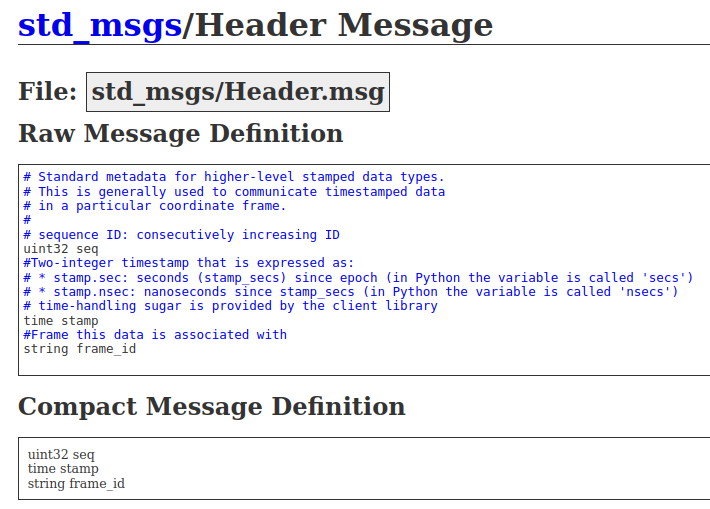 std_msgs/Header Message
File: std_msgs/Header.msg
Raw Message Definition
# Standard metadata for higher-level stamped data types.
# This is generally used to communicate timestamped data
# in a particular coordinate frame.
#
# sequence ID: consecutively increasing ID
uint32 seq
#Two-integer timestamp that is expressed as:
# * stamp.sec: seconds (stamp_secs) since epoch (in Python the variable is called 'secs')
# * stamp.nsec: nanoseconds since stamp_secs (in Python the variable is called 'nsecs')
# time-handling sugar is provided by the client library
time stamp
#Frame this data is associated with
string frame_id
Compact Message Definition
uint32 seq
time stamp
string frame_id